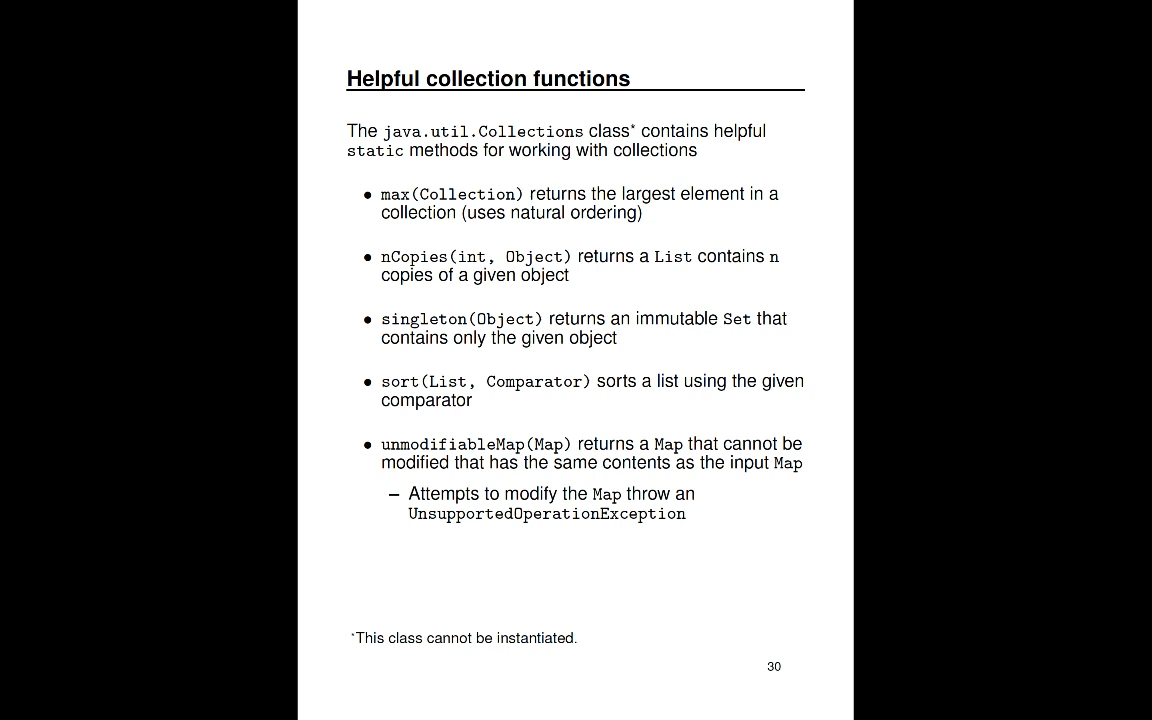 Helpful collection functions
The java.util.Collections class* contains helpful
static methods for working with collections
• max(Collection) returns the largest element in a
collection (uses natural ordering)
• nCopies(int, Object) returns a List contains n
copies of a given object
• singleton(Object) returns an immutable Set that
contains only the given object
• sort(List, Comparator) sorts a list using the given
comparator
• unmodifiableMap(Map) returns a Map that cannot be
modified that has the same contents as the input Map
– Attempts to modify the Map throw an
UnsupportedOperationException
*This class cannot be instantiated.
30